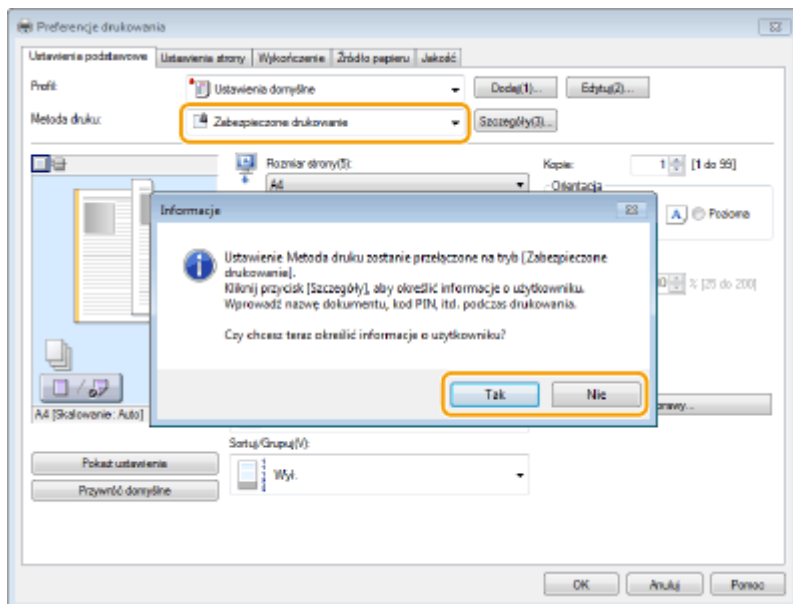 Preferencje drukowania
Ustawienia podstawowe Ustawienia strony Wykończenie Źródło papieru Jakość
Profil: Ustawienia domyślne Dodaj(1)... Edytuj(2)...
Metoda druku: Zabezpieczone drukowanie Szczegóły(3)...
Rozmiar strony(5): Kopie: 1 [1 do 99]
A4 Orientacja
A Pozioma
Informacje
Ustawienie Metoda druku zostanie przełączone na tryb [Zabezpieczone
drukowanie].
Kliknij przycisk [Szczegóły], aby określić informacje o użytkowniku.
Wprowadź nazwę dokumentu, kod PIN, itd. podczas drukowania.
% [25 do 200]
Czy chcesz teraz określić informacje o użytkowniku?
Tak Nie
A4 [Skalowanie: Auto]
Sortuj/Grupuj(V):
Pokaż ustawienia
Wył.
Przywróć domyślne
OK Anuluj Pomoc